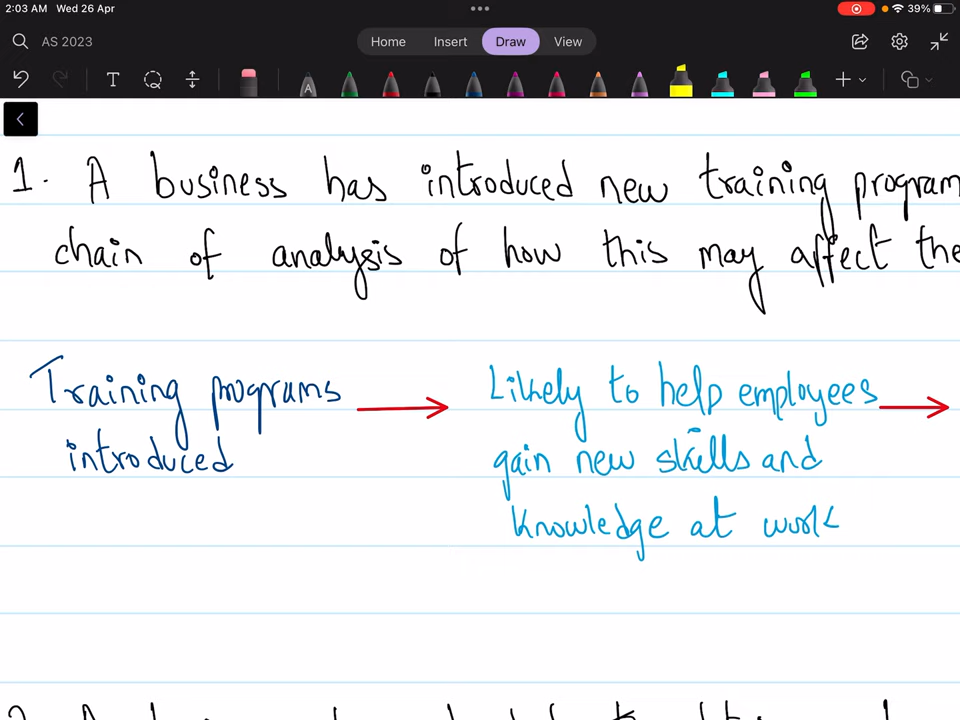 2:03 AM Wed 26 Apr 39%
AS 2023 Home Insert Draw View
T A
1. A business has introduced new training program
chain of analysis of how this may affect the
Training programs
introduced
Likely to help employees
gain new skills and
knowledge at work